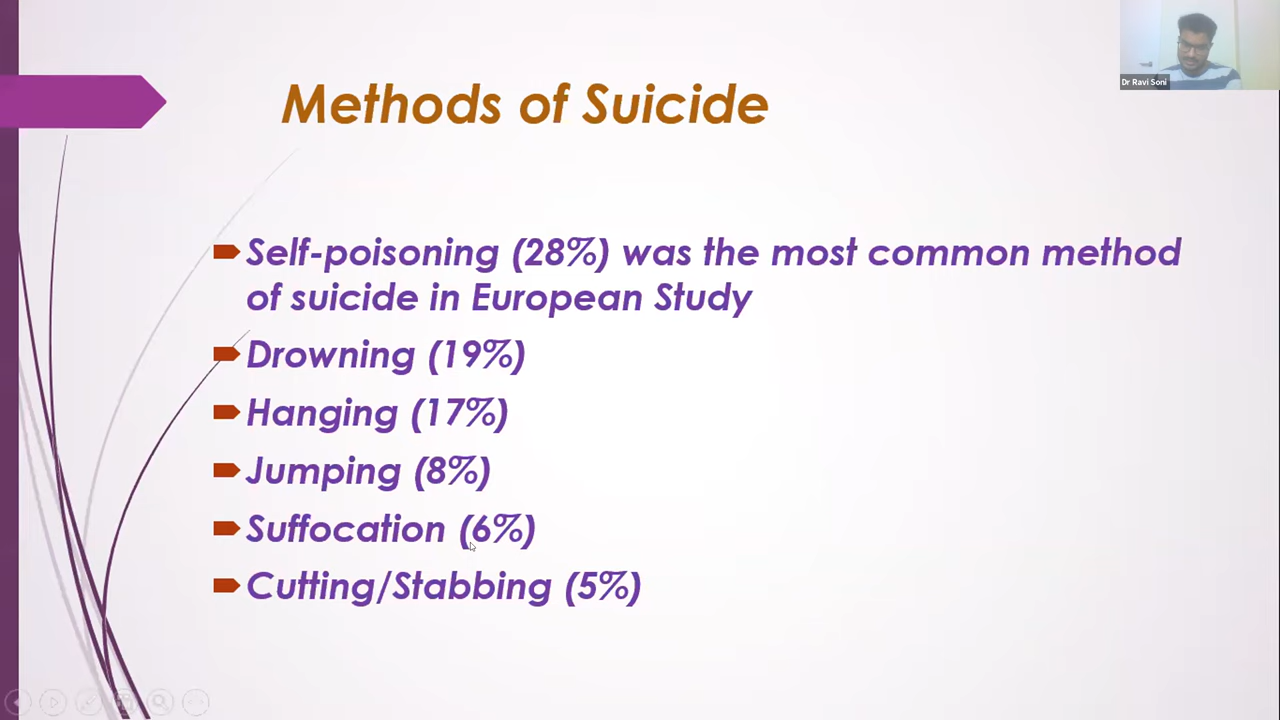 Dr Ravi Soni
Methods of Suicide
Self-poisoning (28%) was the most common method
of suicide in European Study
Drowning (19%)
Hanging (17%)
Jumping (8%)
Suffocation (6%)
Cutting/Stabbing (5%)